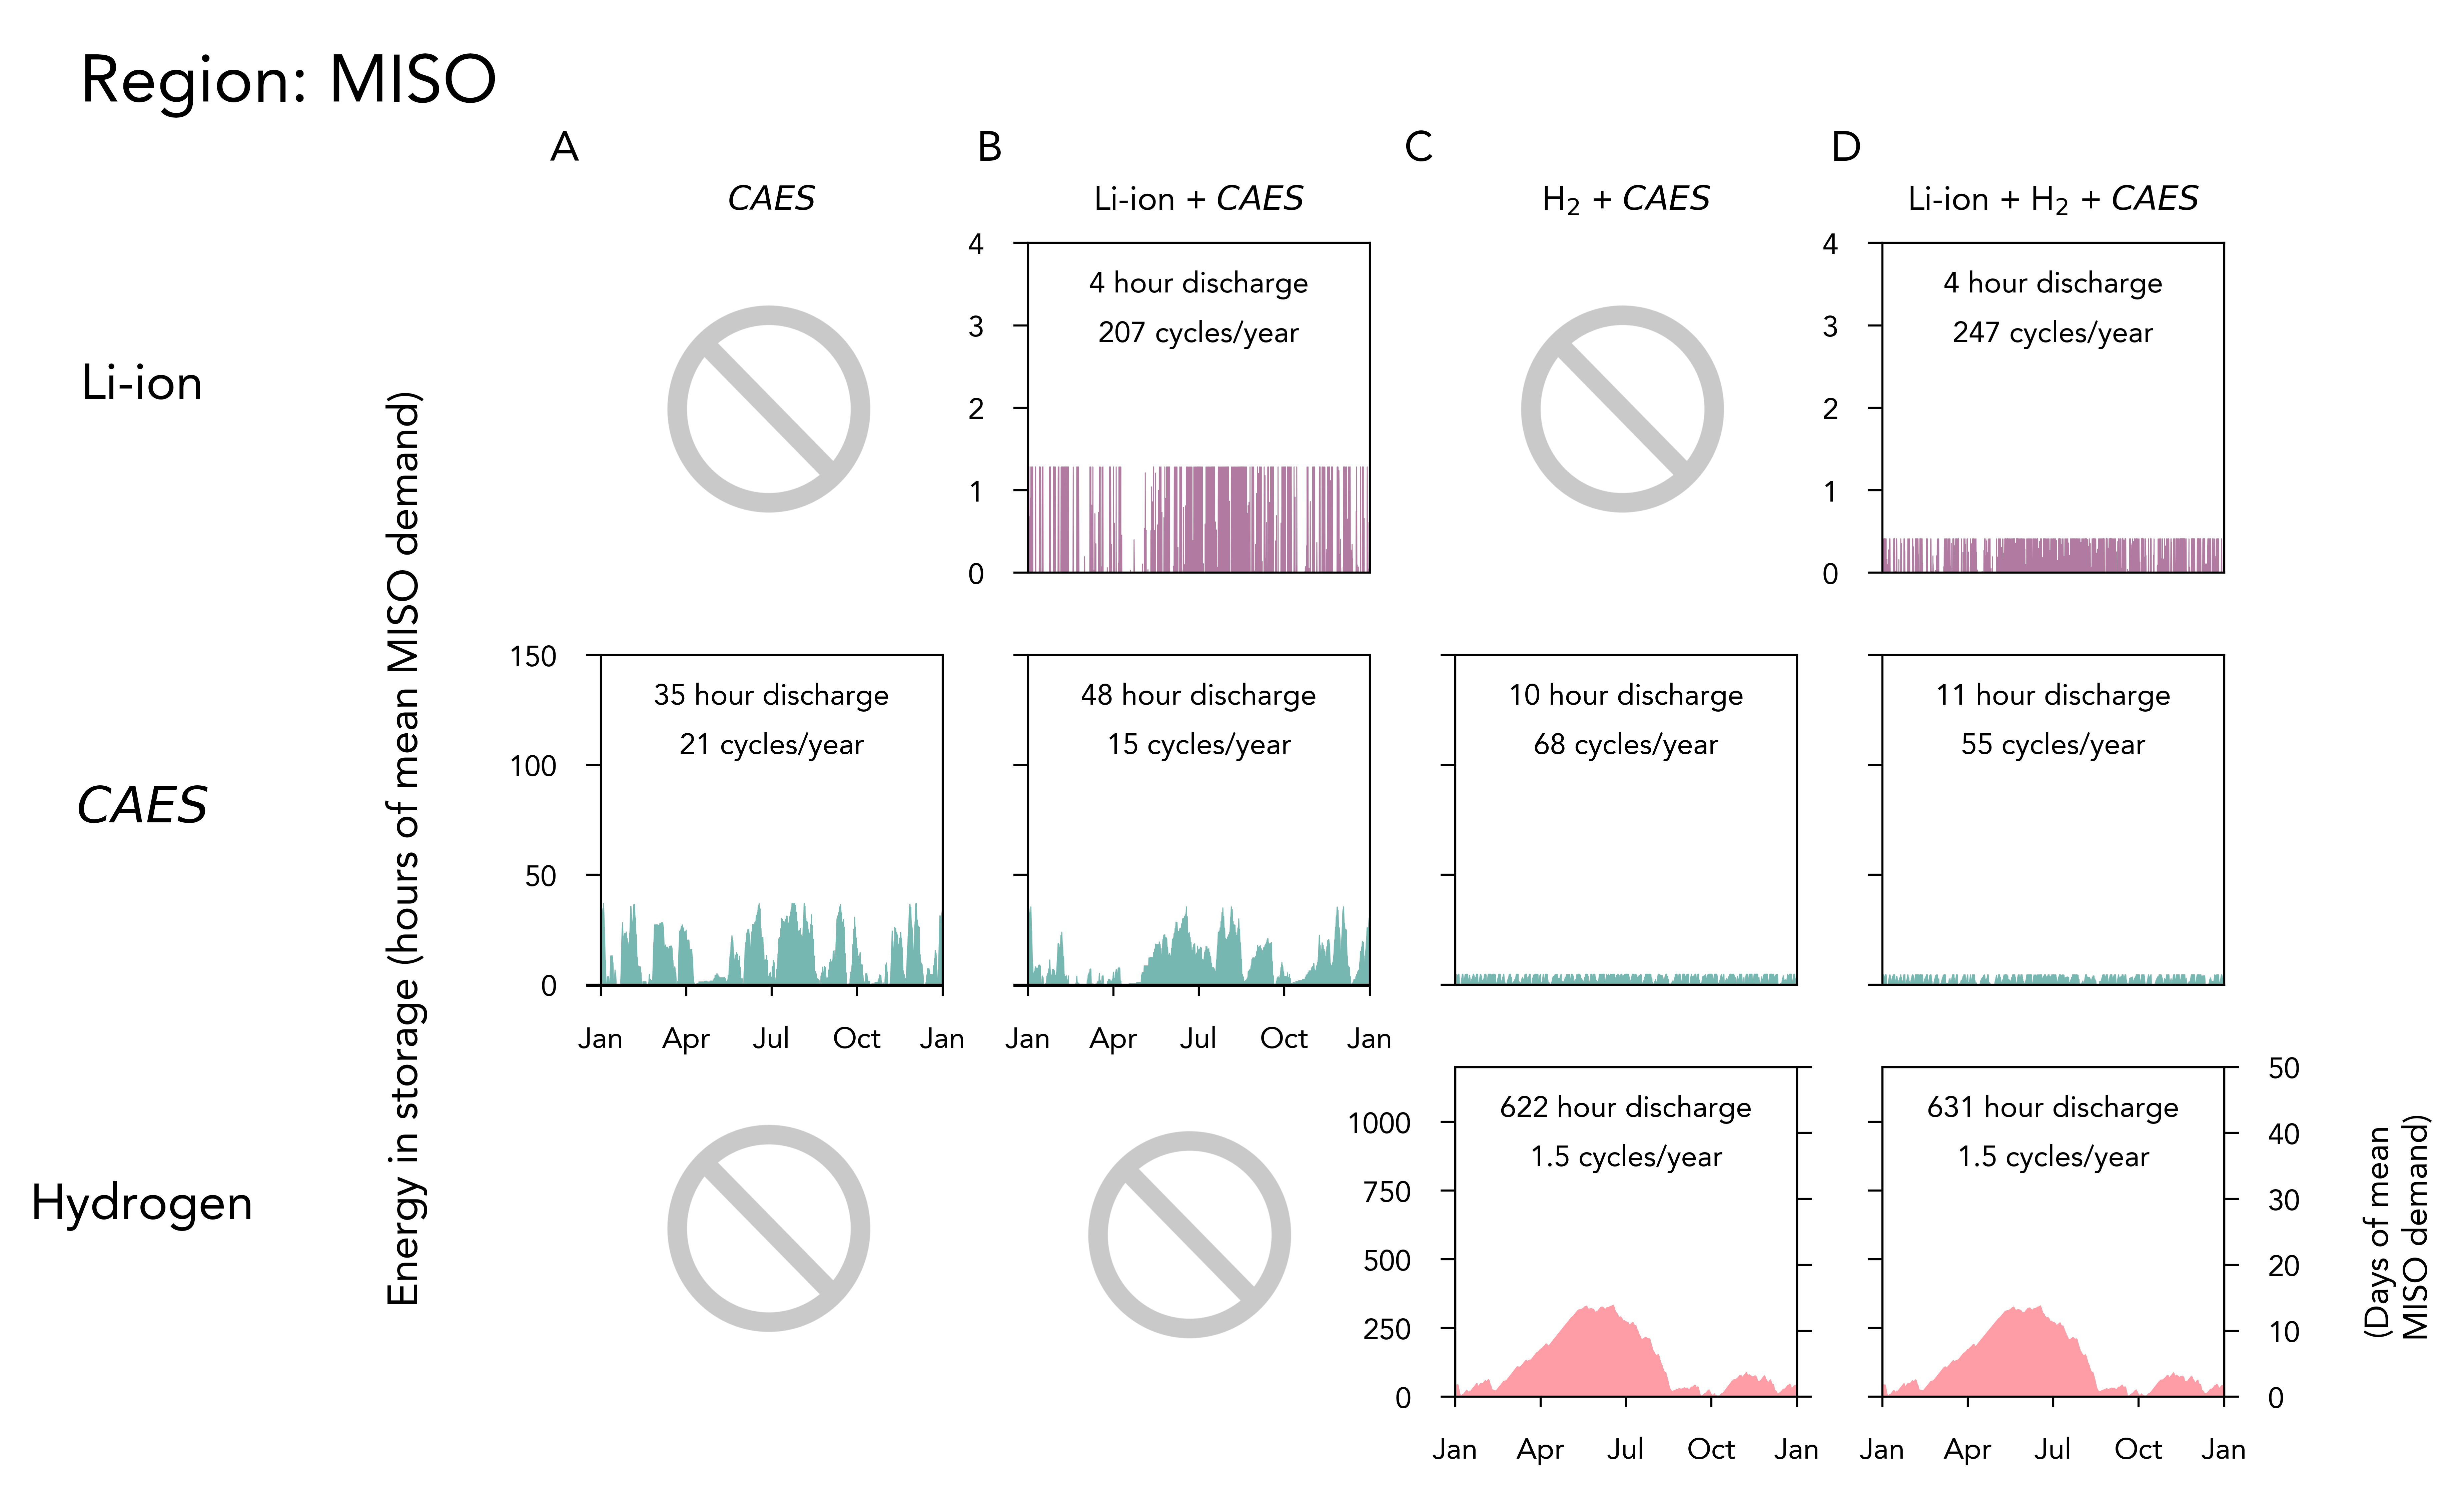 Region: MISO
A
B
C
D
CAES
Li-ion + CAES
H₂ + CAES
Li-ion + H₂ + CAES
Li-ion
4
3
2
1
0
4 hour discharge
207 cycles/year
4
3
2
1
0
4 hour discharge
247 cycles/year
Energy in storage (hours of mean MISO demand)
CAES
150
100
50
0
35 hour discharge
21 cycles/year
48 hour discharge
15 cycles/year
10 hour discharge
68 cycles/year
11 hour discharge
55 cycles/year
Jan Apr Jul Oct Jan
Jan Apr Jul Oct Jan
Hydrogen
1000
750
500
250
0
622 hour discharge
1.5 cycles/year
631 hour discharge
1.5 cycles/year
50
40
30
20
10
0
(Days of mean
MISO demand)
Jan Apr Jul Oct Jan
Jan Apr Jul Oct Jan